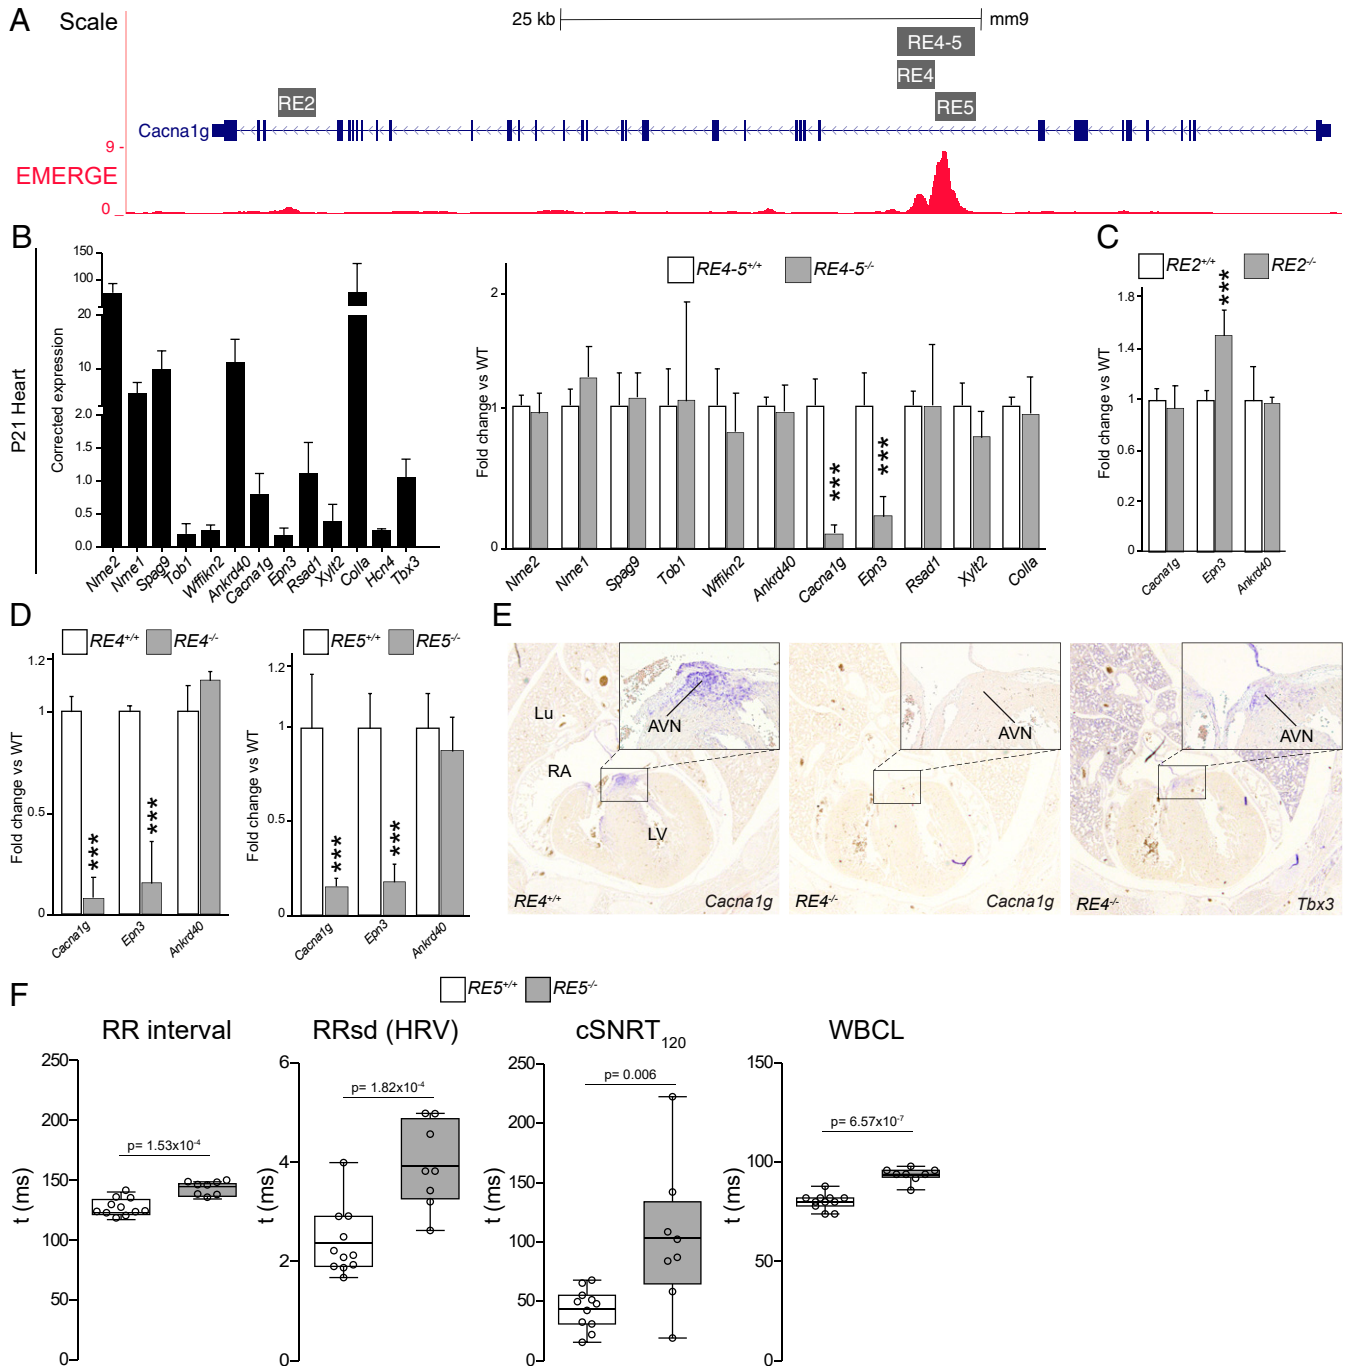 A
Scale
25 kb
mm9
RE4-5
RE4
RE5
RE2
Cacna1g
9 -
EMERGE
0 _
B
P21 Heart
Corrected expression
150
100
20
10
2.0
1.5
1.0
0.5
0.0
Nme2
Nme1
Spag9
Tob1
Wffikn2
Ankrd40
Cacna1g
Epn3
Rsad1
Xylt2
Colla
Hcn4
Tbx3
RE4-5+/+
RE4-5-/-
Fold change vs WT
2
1
0
***
***
Nme2
Nme1
Spag9
Tob1
Wffikn2
Ankrd40
Cacna1g
Epn3
Rsad1
Xylt2
Colla
C
RE2+/+
RE2-/-
Fold change vs WT
1.8
1.4
1
0.6
0.2
0
***
Cacna1g
Epn3
Ankrd40
D
RE4+/+
RE4-/-
Fold change vs WT
1.2
1
0.5
0
***
***
Cacna1g
Epn3
Ankrd40
RE5+/+
RE5-/-
Fold change vs WT
1.2
1
0.5
0
***
***
Cacna1g
Epn3
Ankrd40
E
Lu
RA
LV
AVN
RE4+/+
Cacna1g
AVN
RE4-/-
Cacna1g
AVN
RE4-/-
Tbx3
F
RE5+/+
RE5-/-
RR interval
t (ms)
250
200
150
100
50
0
p= 1.53x10-4
RRsd (HRV)
t (ms)
6
4
2
0
p= 1.82x10-4
cSNRT120
t (ms)
250
200
150
100
50
0
p= 0.006
WBCL
t (ms)
150
100
50
0
p= 6.57x10-7